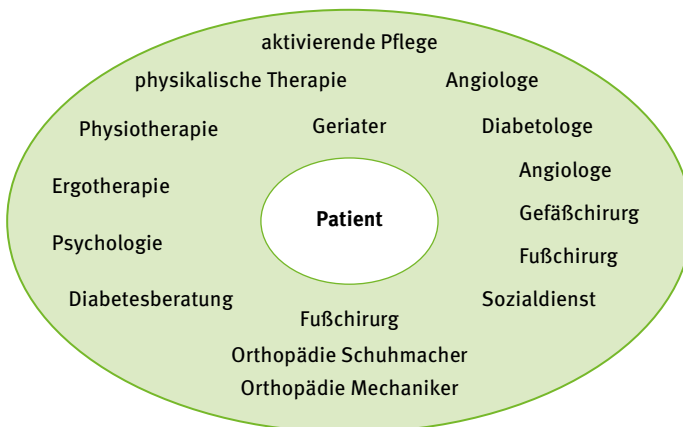 aktivierende Pflege
physikalische Therapie
Angiologe
Physiotherapie
Geriater
Diabetologe
Angiologe
Ergotherapie
Gefäßchirurg
Patient
Psychologie
Fußchirurg
Diabetesberatung
Sozialdienst
Fußchirurg
Orthopädie Schuhmacher
Orthopädie Mechaniker